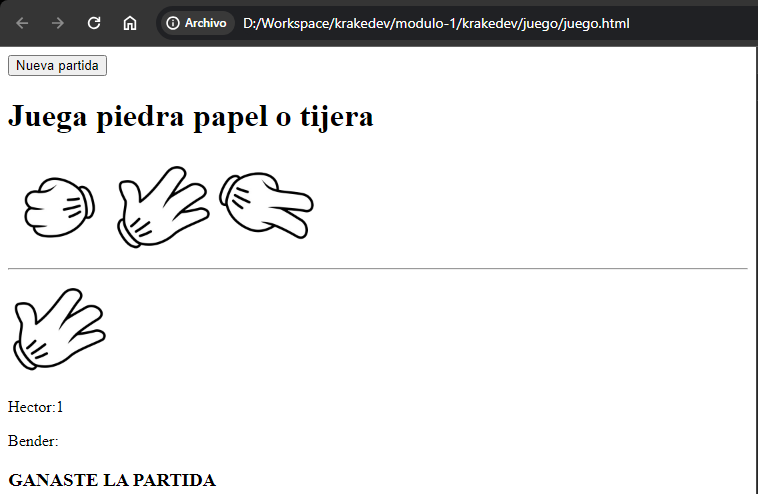 Archivo D:/Workspace/krakedev/modulo-1/krakedev/juego/juego.html
Nueva partida
Juega piedra papel o tijera
Hector:1
Bender:
GANASTE LA PARTIDA